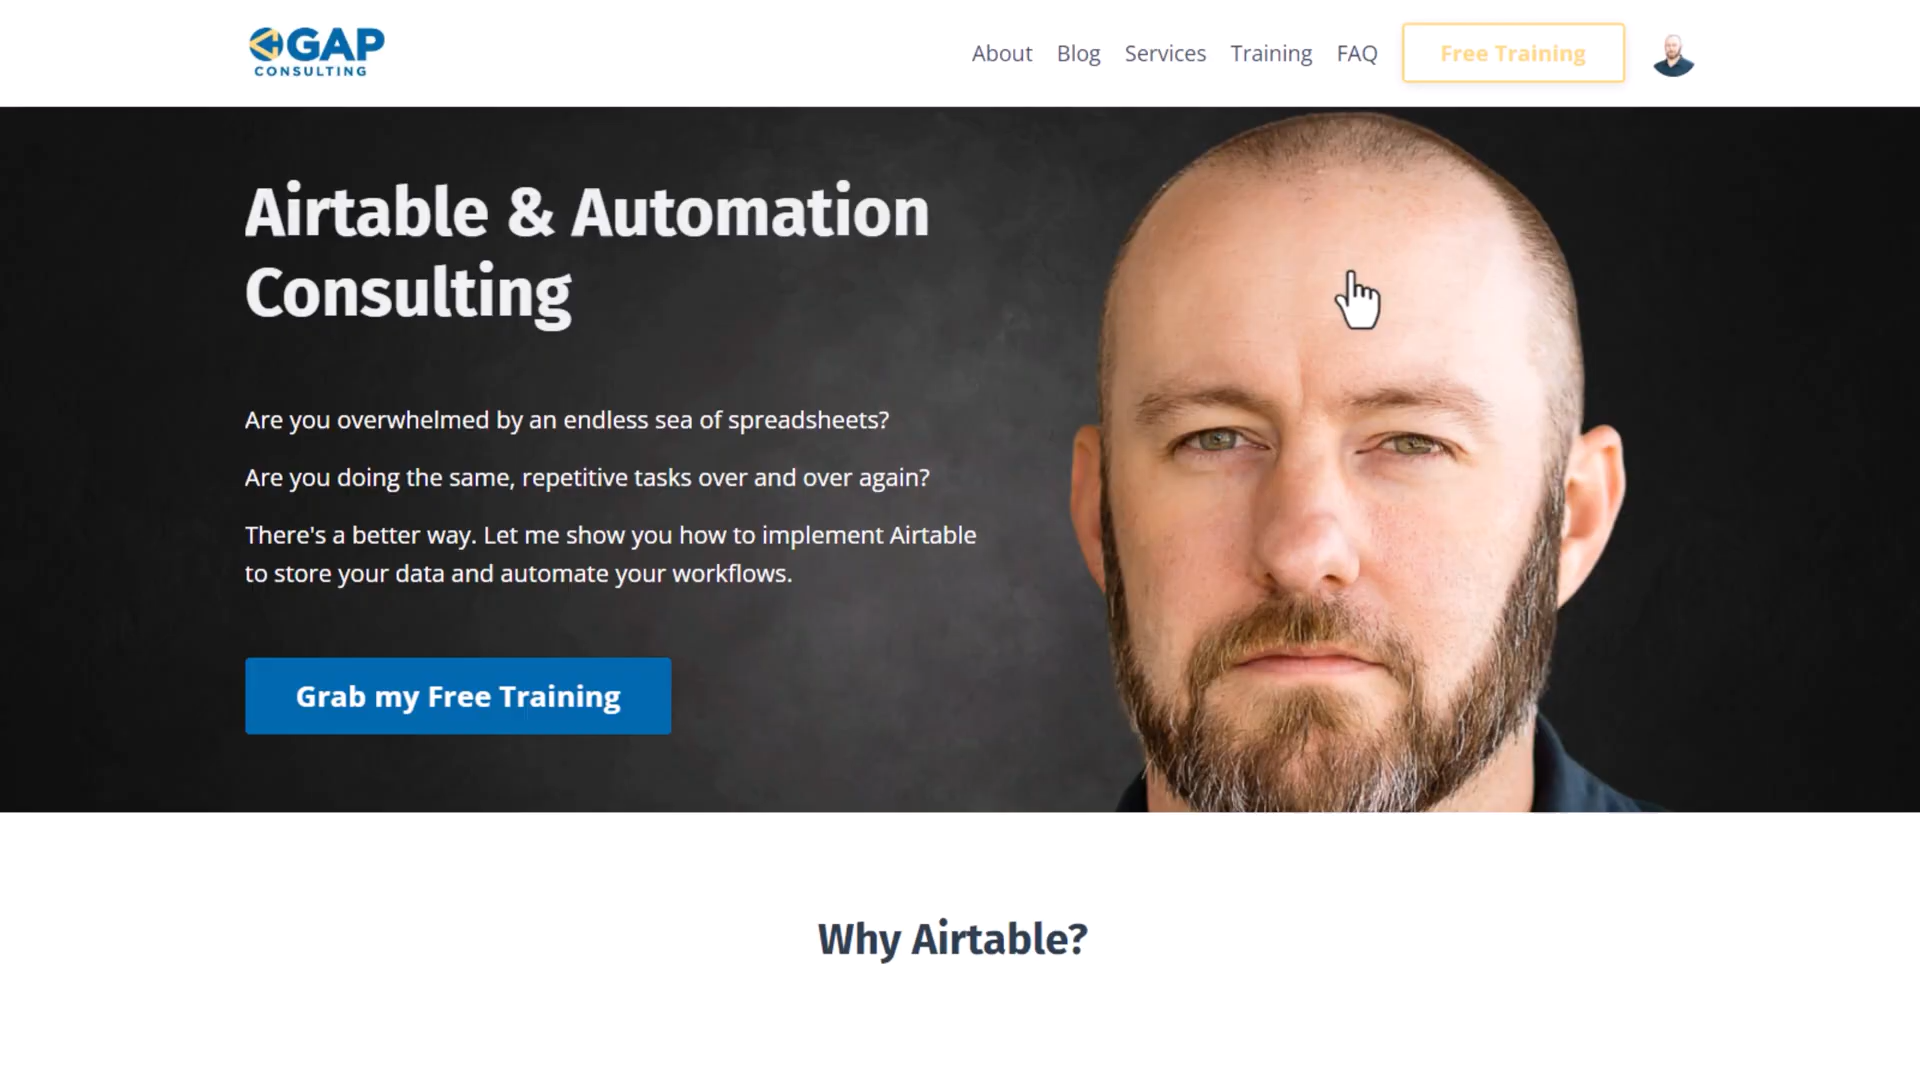 GAP
CONSULTING
About
Blog
Services
Training
FAQ
Free Training
Airtable & Automation
Consulting
Are you overwhelmed by an endless sea of spreadsheets?
Are you doing the same, repetitive tasks over and over again?
There's a better way. Let me show you how to implement Airtable
to store your data and automate your workflows.
Grab my Free Training
Why Airtable?